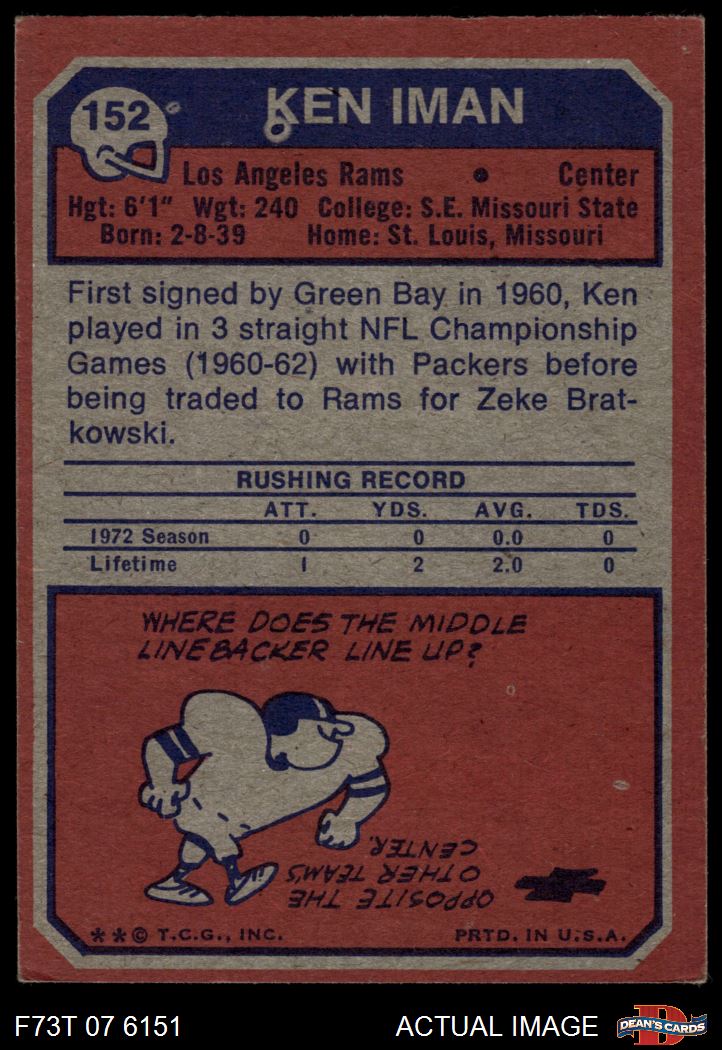 152
KEN IMAN
Los Angeles Rams • Center
Hgt: 6'1" Wgt: 240 College: S.E. Missouri State
Born: 2-8-39 Home: St. Louis, Missouri
First signed by Green Bay in 1960, Ken
played in 3 straight NFL Championship
Games (1960-62) with Packers before
being traded to Rams for Zeke Brat-
kowski.
RUSHING RECORD
ATT. YDS. AVG. TDS.
1972 Season 0 0 0.0 0
Lifetime 1 2 2.0 0
WHERE DOES THE MIDDLE
LINEBACKER LINE UP?
OPPOSITE THE
OTHER TEAM'S
CENTER.
**© T.C.G., INC. PRTD. IN U.S.A.
F73T 07 6151 ACTUAL IMAGE
D
DEAN'S CARDS